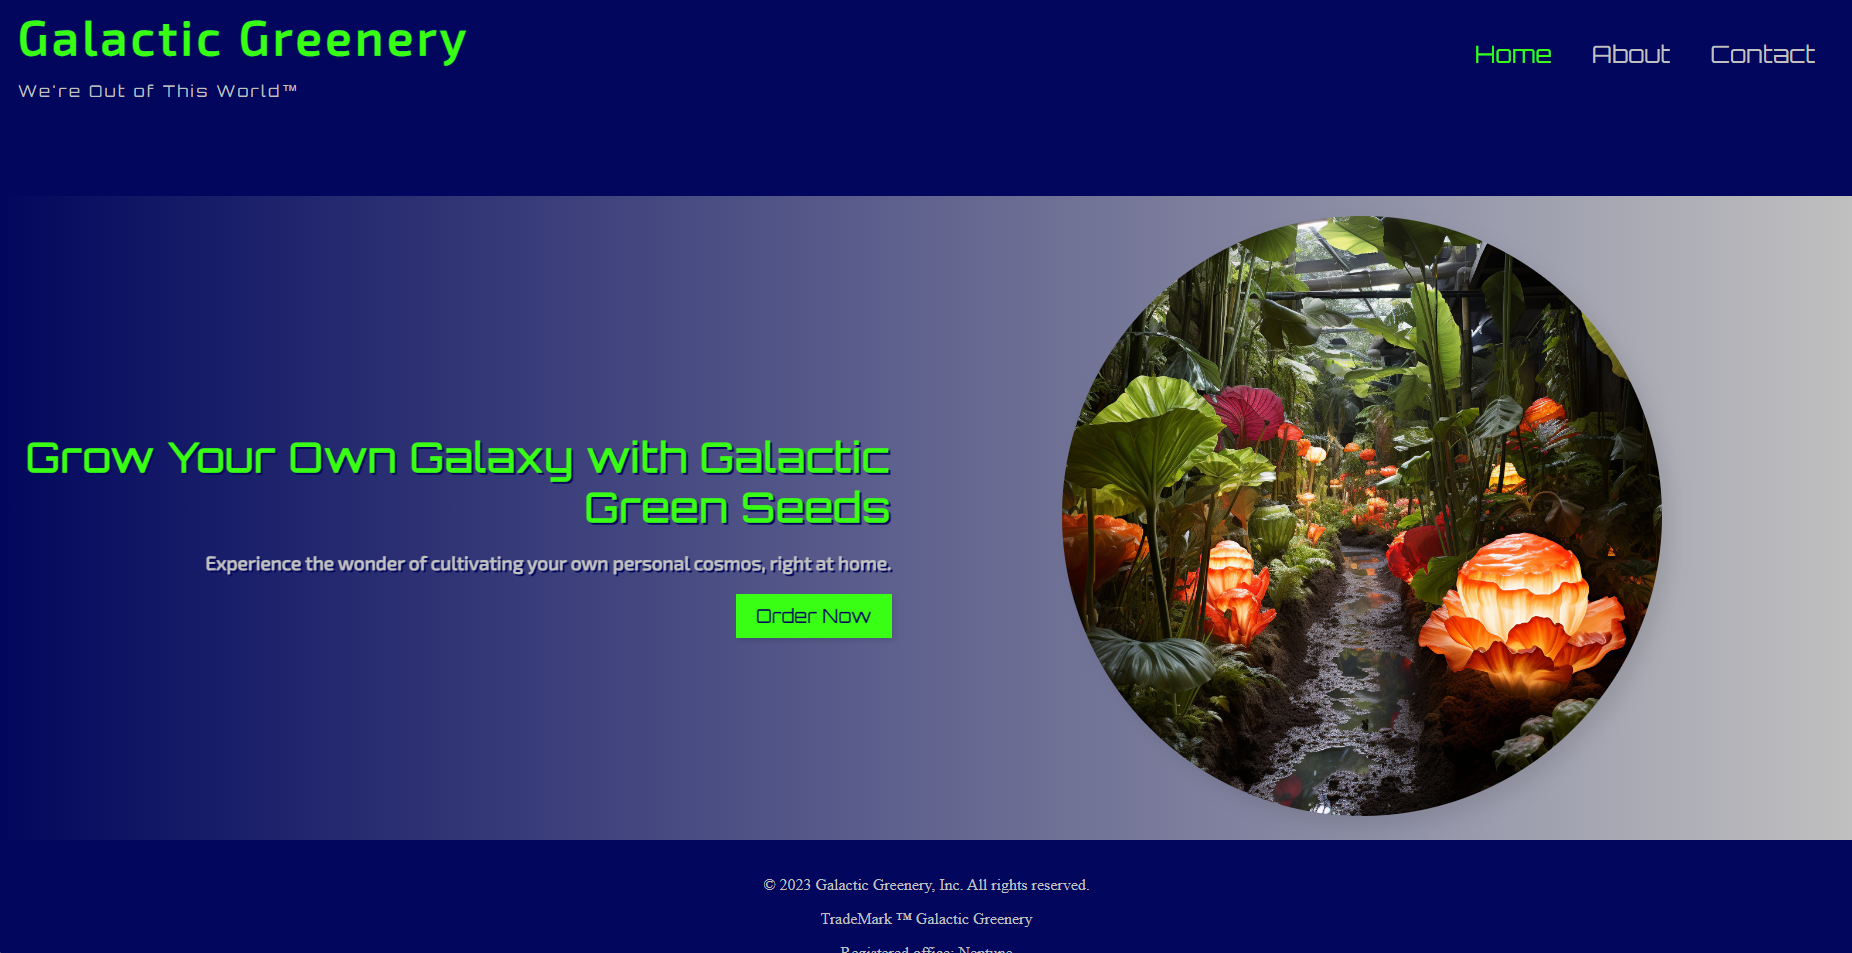 Galactic Greenery
We're Out of This World™
Home About Contact
Grow Your Own Galaxy with Galactic
Green Seeds
Experience the wonder of cultivating your own personal cosmos, right at home.
Order Now
© 2023 Galactic Greenery, Inc. All rights reserved.
TradeMark ™ Galactic Greenery
Registered office: Neptune